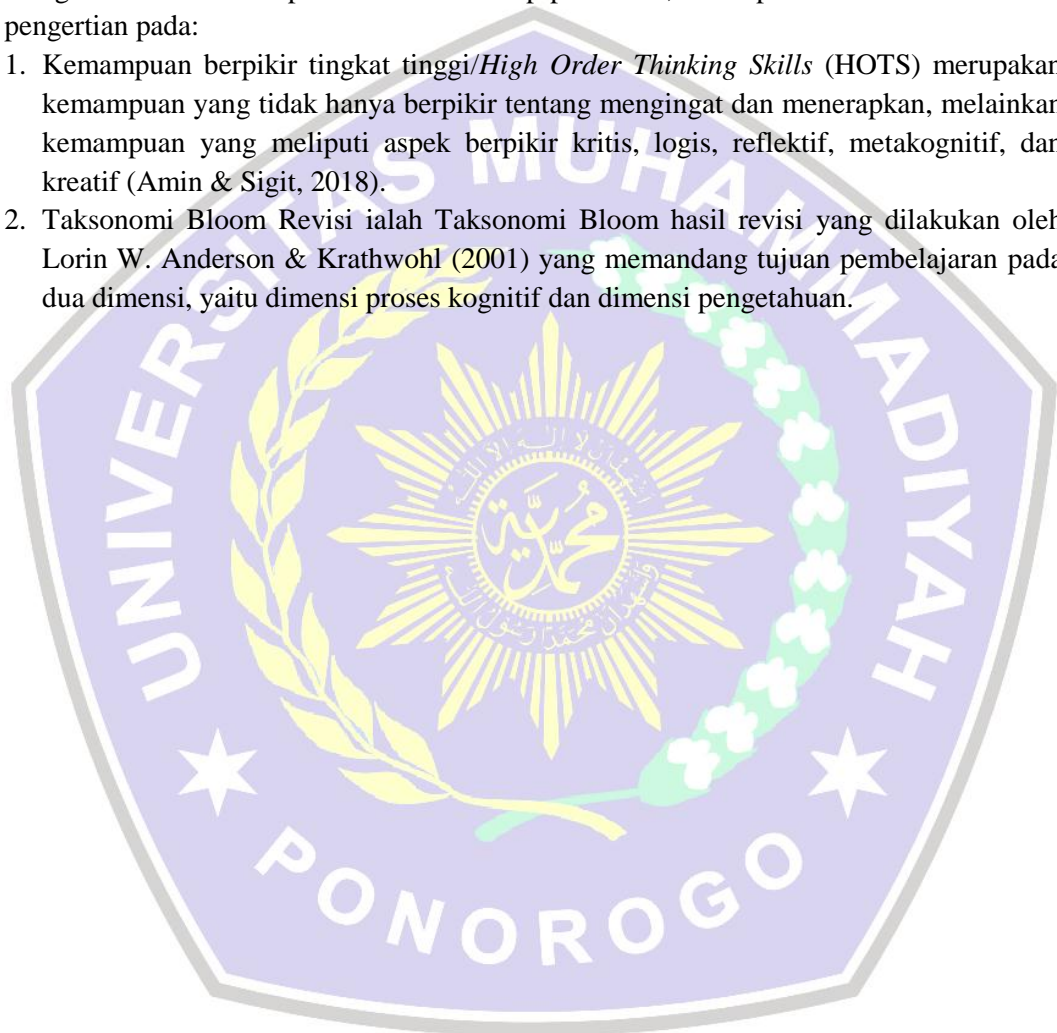 pengertian pada:
1. Kemampuan berpikir tingkat tinggi/High Order Thinking Skills (HOTS) merupakan
kemampuan yang tidak hanya berpikir tentang mengingat dan menerapkan, melainkan
kemampuan yang meliputi aspek berpikir kritis, logis, reflektif, metakognitif, dan
kreatif (Amin & Sigit, 2018).
2. Taksonomi Bloom Revisi ialah Taksonomi Bloom hasil revisi yang dilakukan oleh
Lorin W. Anderson & Krathwohl (2001) yang memandang tujuan pembelajaran pada
dua dimensi, yaitu dimensi proses kognitif dan dimensi pengetahuan.
UNIVERSITAS MUHAMMADIYAH
PONOROGO
محمدية